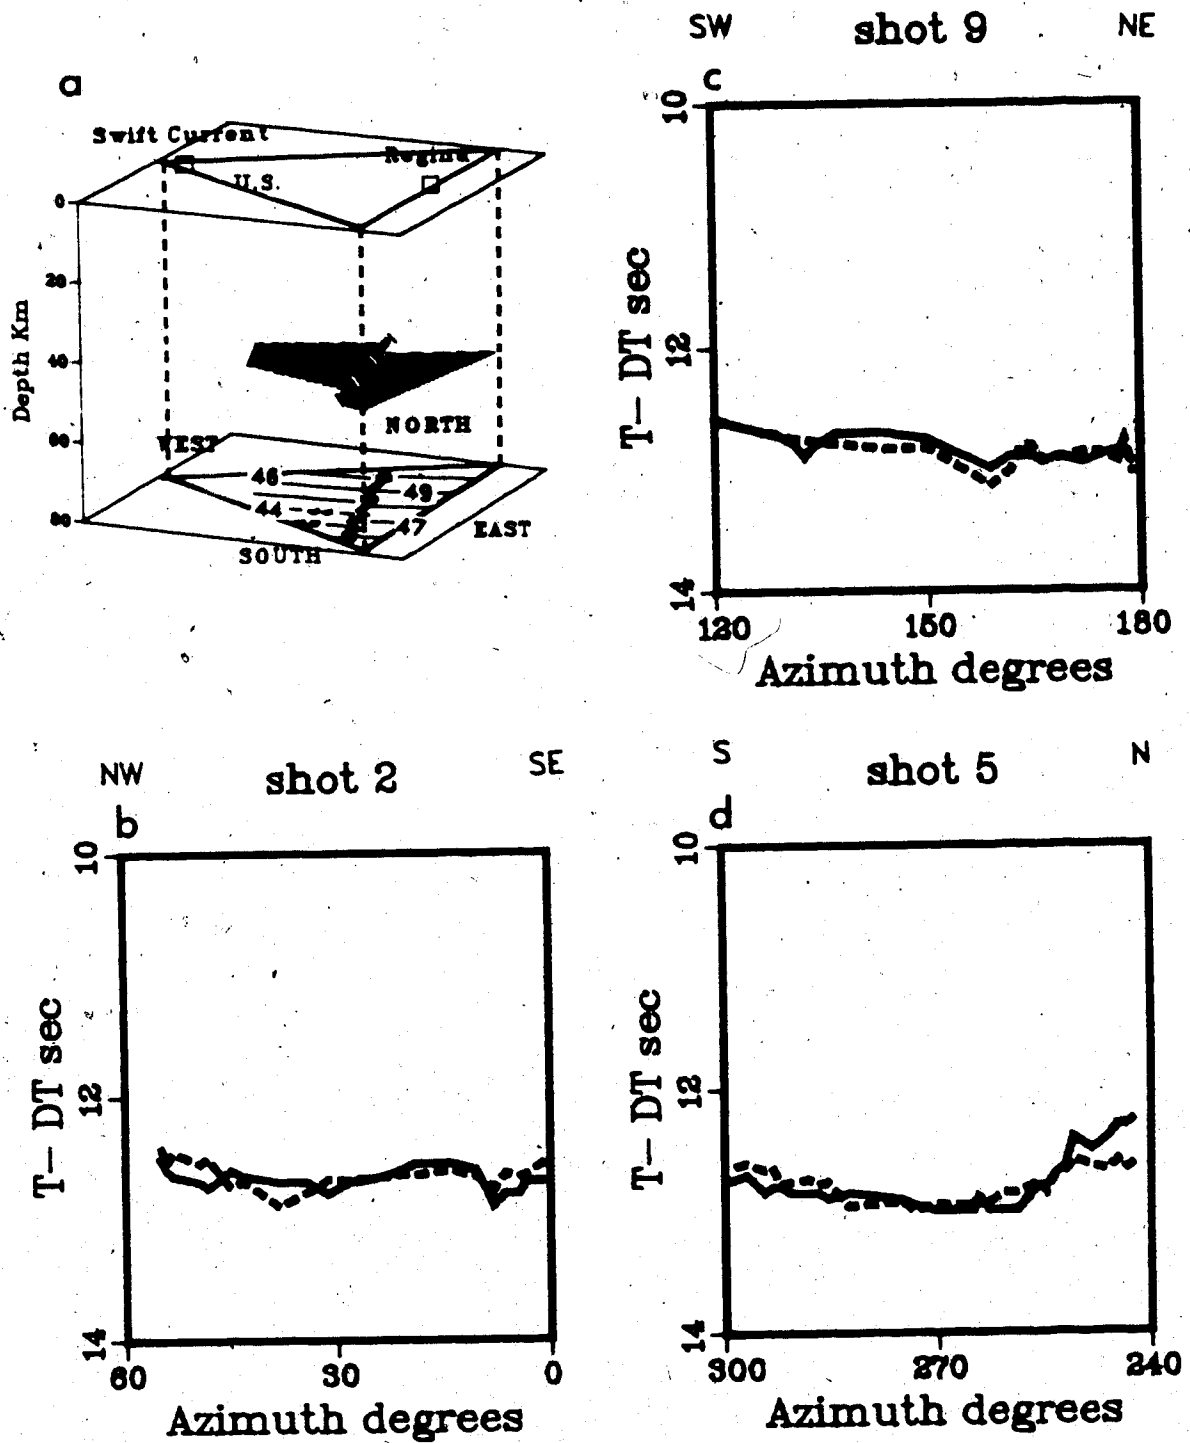 a
Swift Current
Regina
U.S.
0
20
40
60
80
Depth Km
NORTH
WEST
46
49
44
47
EAST
SOUTH
SW shot 9 NE
c
10
12
14
T— DT sec
120 150 180
Azimuth degrees
NW shot 2 SE
b
10
12
14
T— DT sec
60 30 0
Azimuth degrees
S shot 5 N
d
10
12
14
T— DT sec
300 270 240
Azimuth degrees